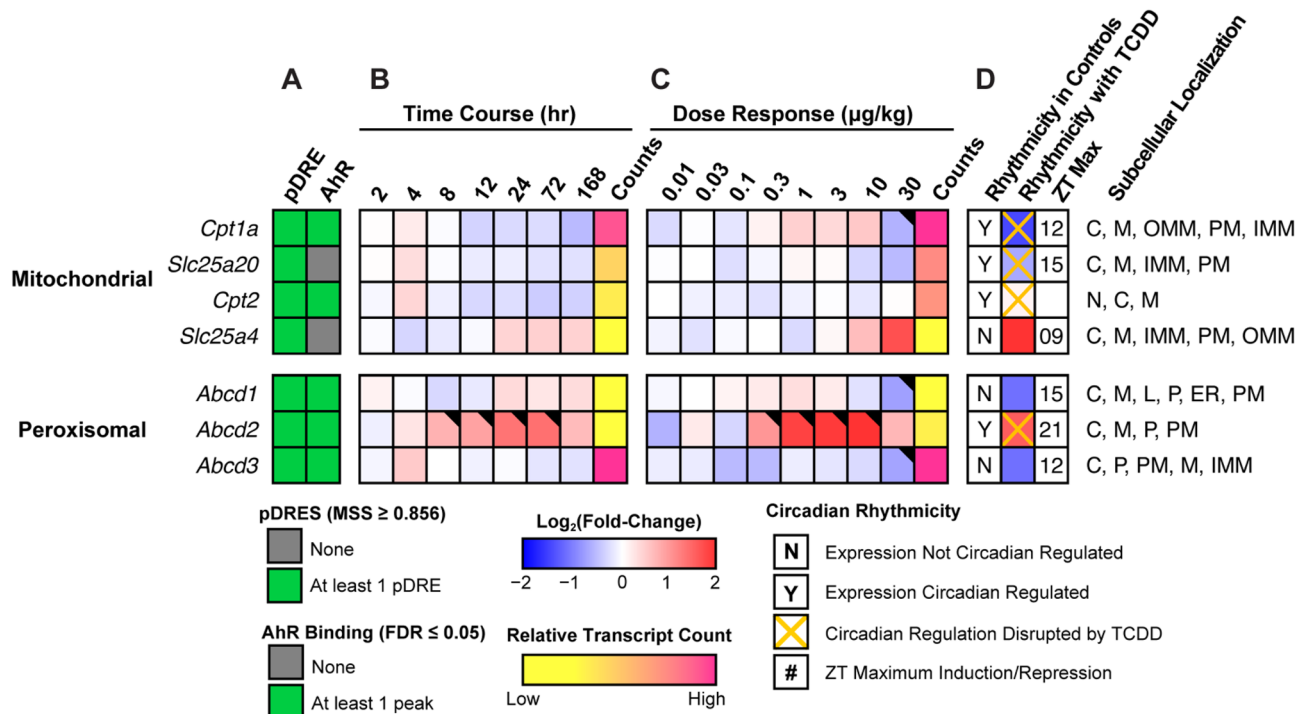 A B C D
Time Course (hr) Dose Response (µg/kg)
pDRE AhR 2 4 8 12 24 72 168 Counts 0.01 0.03 0.1 0.3 1 3 10 30 Counts Rhythmicity in Controls Rhythmicity with TCDD ZT Max Subcellular Localization
Cpt1a Y 12 C, M, OMM, PM, IMM
Mitochondrial
Slc25a20 Y 15 C, M, IMM, PM
Cpt2 Y N, C, M
Slc25a4 N 09 C, M, IMM, PM, OMM
Abcd1 N 15 C, M, L, P, ER, PM
Peroxisomal
Abcd2 Y 21 C, M, P, PM
Abcd3 N 12 C, P, PM, M, IMM
pDRES (MSS ≥ 0.856)
None
At least 1 pDRE
AhR Binding (FDR ≤ 0.05)
None
At least 1 peak
Log₂(Fold-Change)
−2 −1 0 1 2
Relative Transcript Count
Low High
Circadian Rhythmicity
N Expression Not Circadian Regulated
Y Expression Circadian Regulated
Circadian Regulation Disrupted by TCDD
# ZT Maximum Induction/Repression